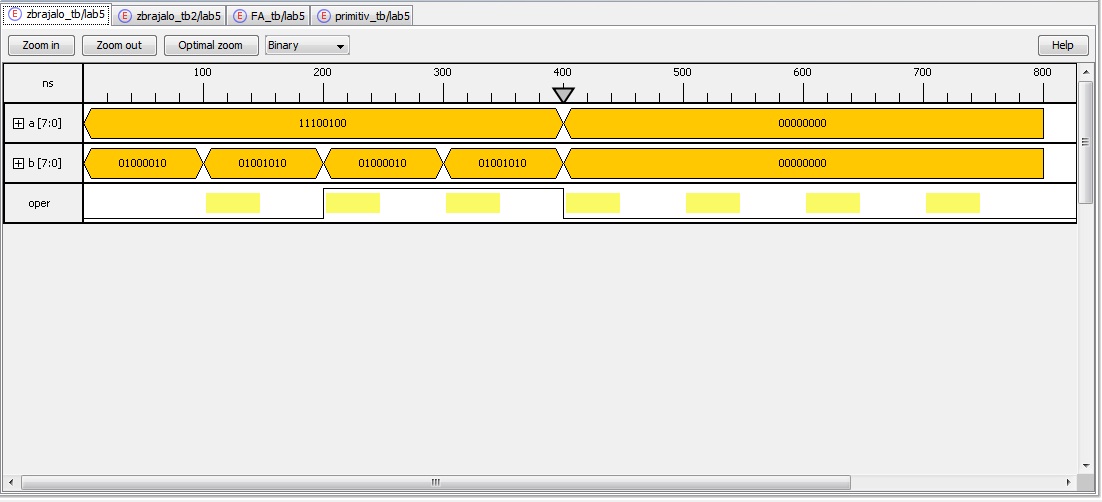 zbrajalo_tb/lab5 zbrajalo_tb2/lab5 FA_tb/lab5 primitiv_tb/lab5
Zoom in Zoom out Optimal zoom Binary Help
ns 100 200 300 400 500 600 700 800
a [7:0] 11100100 00000000
b [7:0] 01000010 01001010 01000010 01001010 00000000
oper